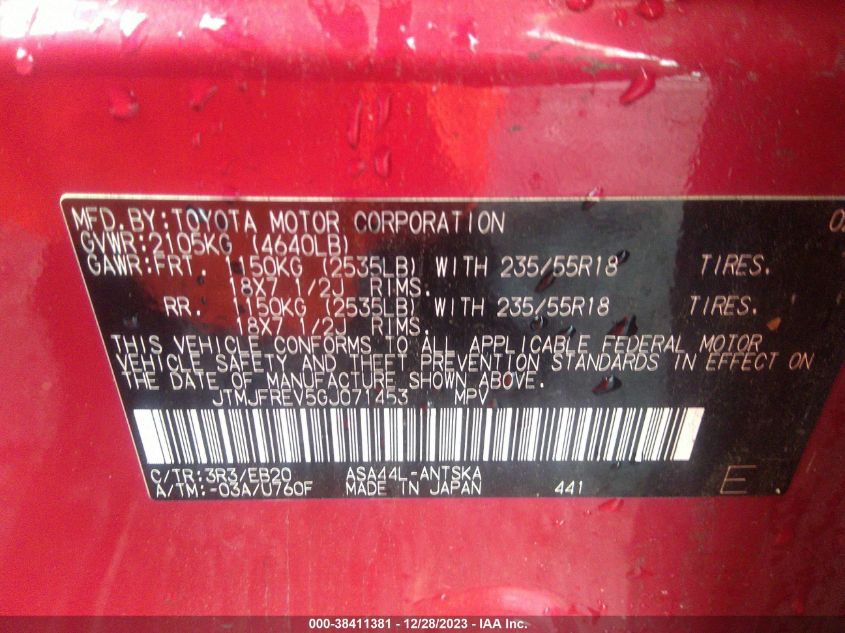 MFD.BY:TOYOTA MOTOR CORPORATION
GVWR:2105KG (4640LB)
GAWR:FRT. 1150KG (2535LB) WITH 235/55R18 TIRES.
18X7 1/2J RIMS.
RR. 1150KG (2535LB) WITH 235/55R18 TIRES.
18X7 1/2J RIMS.
THIS VEHICLE CONFORMS TO ALL APPLICABLE FEDERAL MOTOR
VEHICLE SAFETY AND THEFT PREVENTION STANDARDS IN EFFECT ON
THE DATE OF MANUFACTURE SHOWN ABOVE.
JTMJFREV5GJ071453 MPV
C/TR:3R3/EB20 ASA44L-ANTSKA
A/TM:-03A/U760F MADE IN JAPAN 441 E
000-38411381 - 12/28/2023 - IAA Inc.